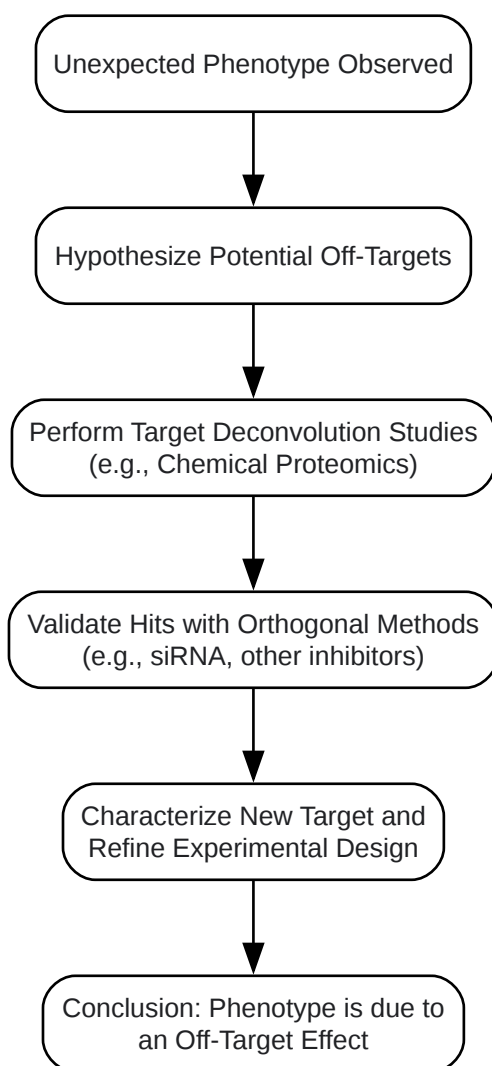 Unexpected Phenotype Observed
Hypothesize Potential Off-Targets
Perform Target Deconvolution Studies
(e.g., Chemical Proteomics)
Validate Hits with Orthogonal Methods
(e.g., siRNA, other inhibitors)
Characterize New Target and
Refine Experimental Design
Conclusion: Phenotype is due to
an Off-Target Effect